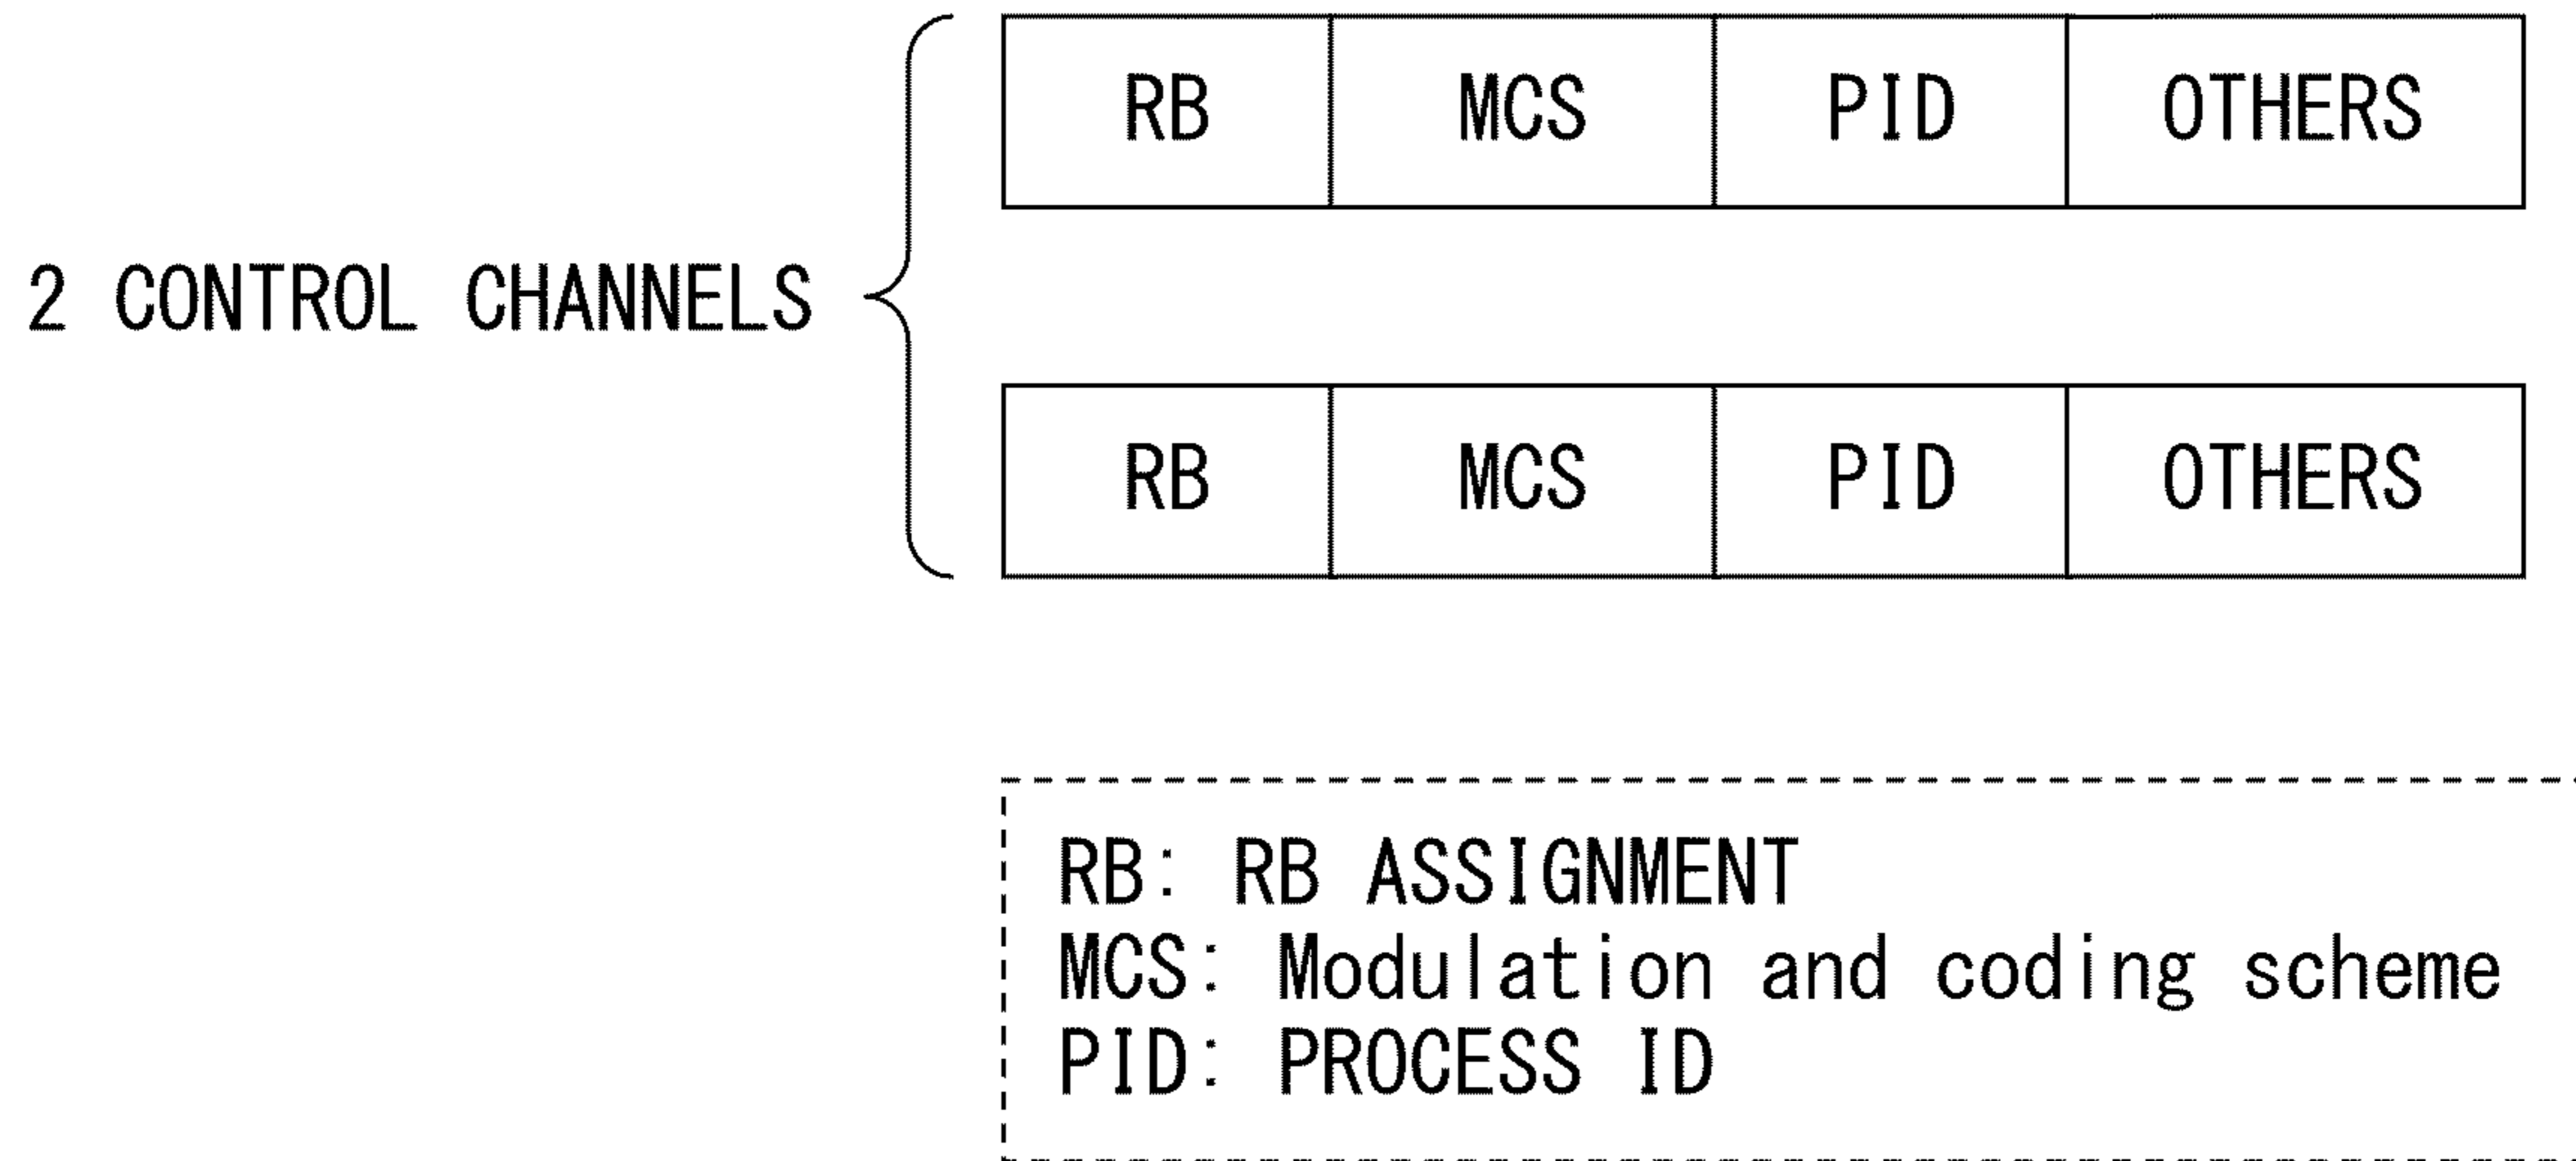 RB MCS PID OTHERS
2 CONTROL CHANNELS
RB MCS PID OTHERS
RB: RB ASSIGNMENT
MCS: Modulation and coding scheme
PID: PROCESS ID